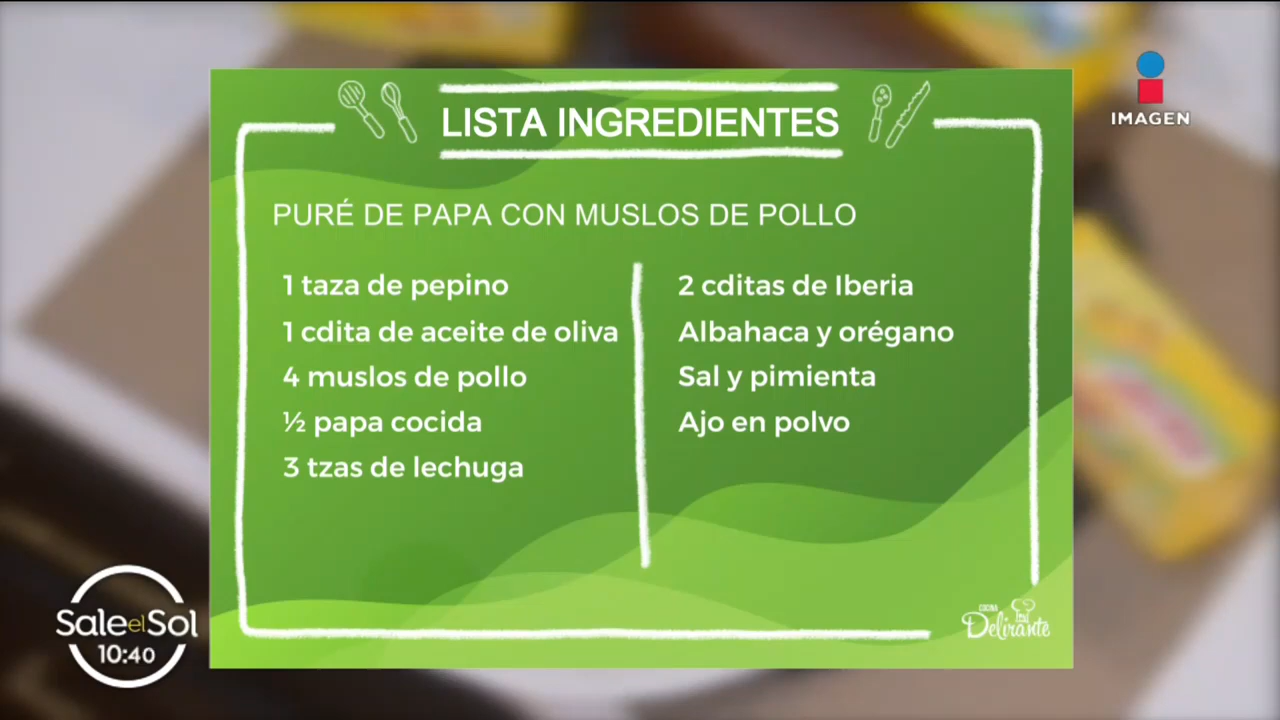 IMAGEN
LISTA INGREDIENTES
PURÉ DE PAPA CON MUSLOS DE POLLO
1 taza de pepino
1 cdita de aceite de oliva
4 muslos de pollo
½ papa cocida
3 tzas de lechuga
2 cditas de Iberia
Albahaca y orégano
Sal y pimienta
Ajo en polvo
COCINA
Delirante
Sale el Sol
10:40